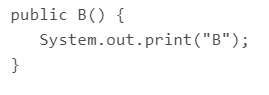 public B() {
   System.out.print("B");
}